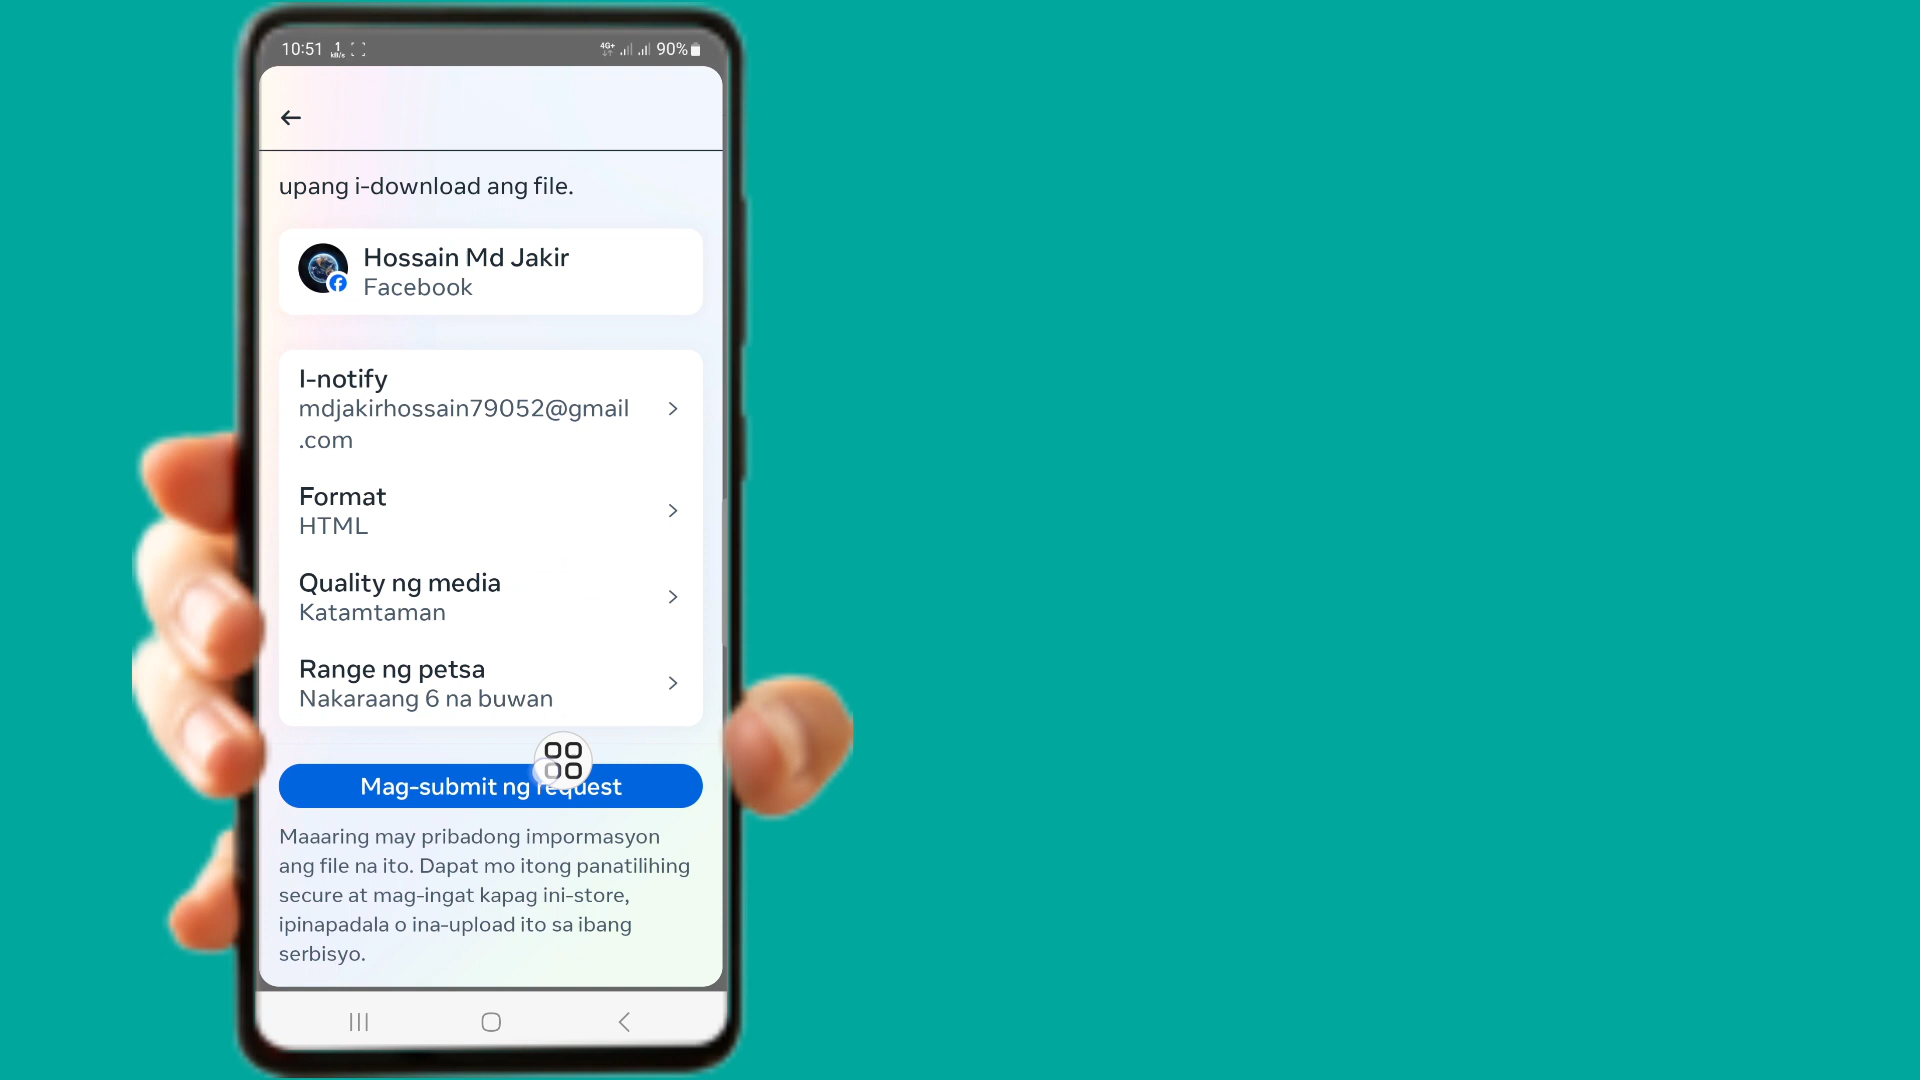 10:51 1 kB/s 4G+ 90%
upang i-download ang file.
Hossain Md Jakir
Facebook
I-notify
mdjakirhossain79052@gmail
.com
Format
HTML
Quality ng media
Katamtaman
Range ng petsa
Nakaraang 6 na buwan
Mag-submit ng request
Maaaring may pribadong impormasyon
ang file na ito. Dapat mo itong panatilihing
secure at mag-ingat kapag ini-store,
ipinapadala o ina-upload ito sa ibang
serbisyo.